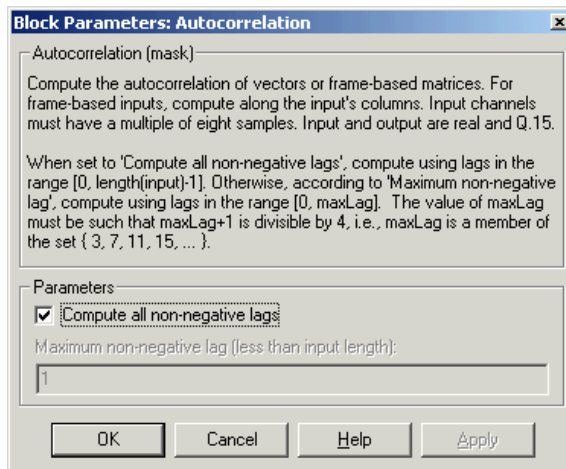 Block Parameters: Autocorrelation
Autocorrelation (mask)
Compute the autocorrelation of vectors or frame-based matrices. For
frame-based inputs, compute along the input's columns. Input channels
must have a multiple of eight samples. Input and output are real and Q.15.
When set to 'Compute all non-negative lags', compute using lags in the
range [0, length(input)-1]. Otherwise, according to 'Maximum non-negative
lag', compute using lags in the range [0, maxLag].  The value of maxLag
must be such that maxLag+1 is divisible by 4, i.e., maxLag is a member of
the set { 3, 7, 11, 15, ... }.
Parameters
Compute all non-negative lags
Maximum non-negative lag (less than input length):
1
OK Cancel Help Apply